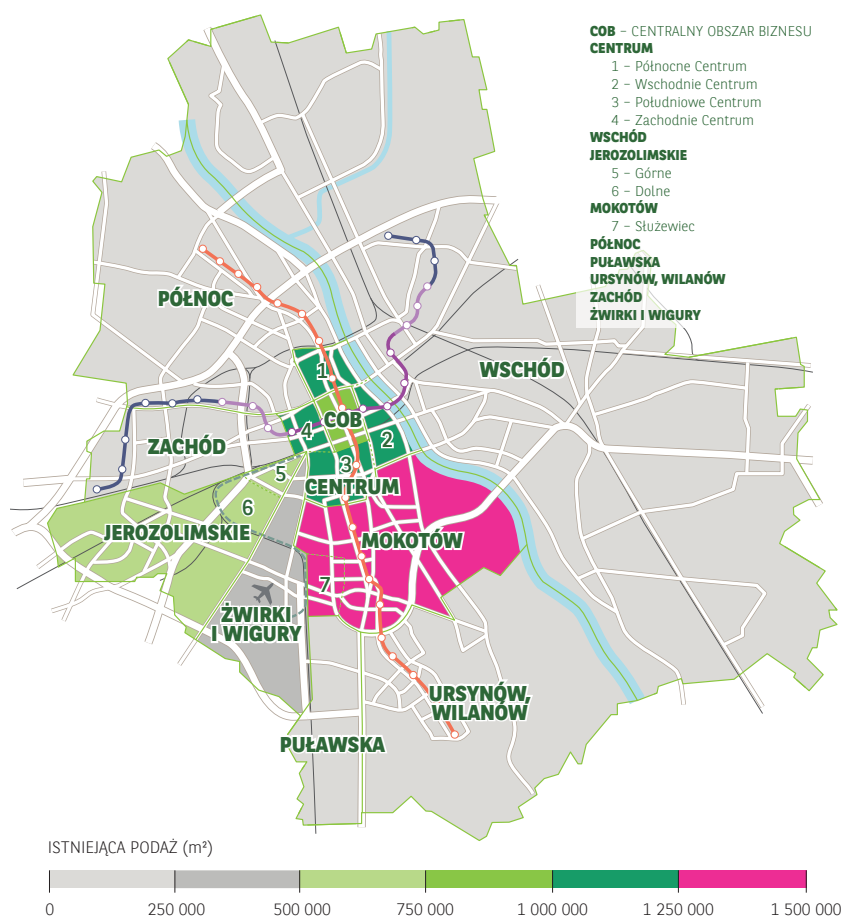 COB – CENTRALNY OBSZAR BIZNESU
CENTRUM
1 – Północne Centrum
2 – Wschodnie Centrum
3 – Południowe Centrum
4 – Zachodnie Centrum
WSCHÓD
JEROZOLIMSKIE
5 – Górne
6 – Dolne
MOKOTÓW
7 – Służewiec
PÓŁNOC
PUŁAWSKA
URSYNÓW, WILANÓW
ZACHÓD
ŻWIRKI I WIGURY
PÓŁNOC
1
WSCHÓD
COB
4
2
ZACHÓD
3
5
CENTRUM
6
JEROZOLIMSKIE
MOKOTÓW
7
ŻWIRKI
I WIGURY
URSYNÓW,
WILANÓW
PUŁAWSKA
ISTNIEJĄCA PODAŻ (m²)
0 250 000 500 000 750 000 1 000 000 1 250 000 1 500 000